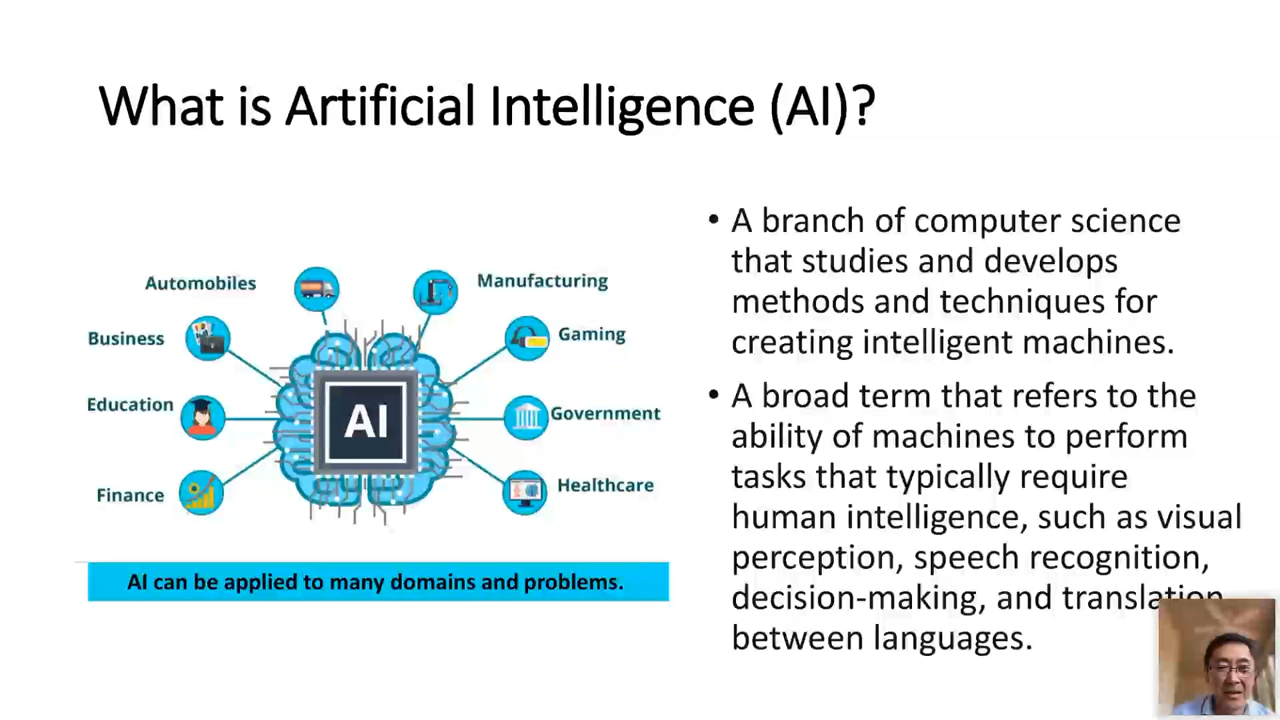 What is Artificial Intelligence (AI)?
Automobiles
Manufacturing
Business
Gaming
Education
Government
Finance
Healthcare
AI
AI can be applied to many domains and problems.
• A branch of computer science
that studies and develops
methods and techniques for
creating intelligent machines.
• A broad term that refers to the
ability of machines to perform
tasks that typically require
human intelligence, such as visual
perception, speech recognition,
decision-making, and translation
between languages.